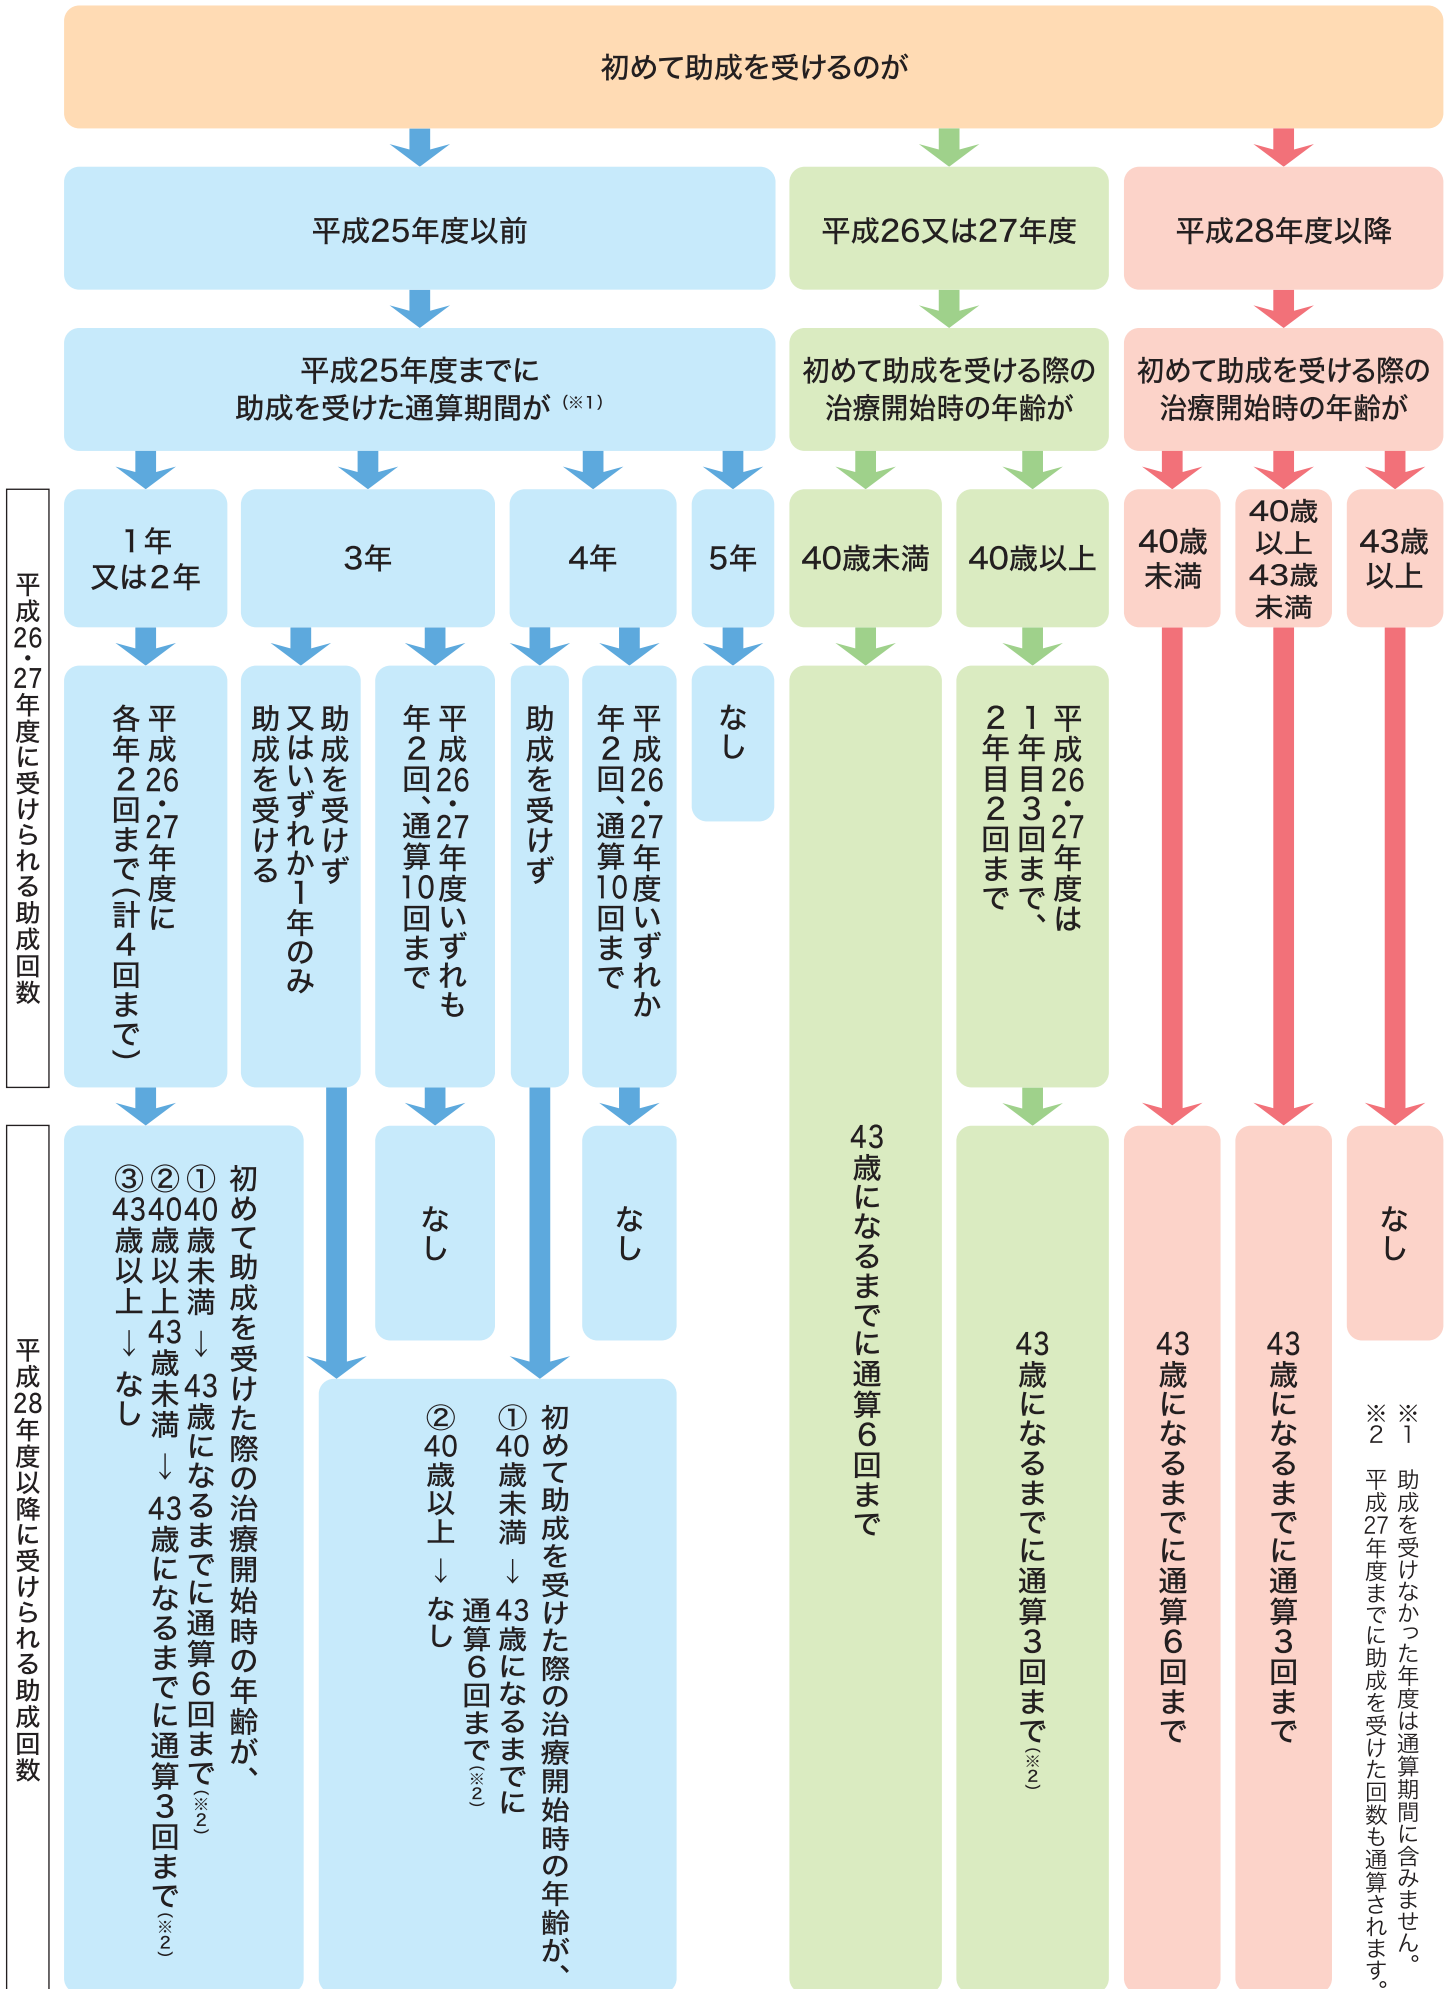 初めて助成を受けるのが
平成25年度以前
平成26又は27年度
平成28年度以降
平成25年度までに
助成を受けた通算期間が（※1）
初めて助成を受ける際の
治療開始時の年齢が
初めて助成を受ける際の
治療開始時の年齢が
平成26・27年度に受けられる助成回数
1年
又は2年
3年
4年
5年
40歳未満
40歳以上
40歳
未満
40歳
以上
43歳
未満
43歳
以上
平成26・27年度に
各年2回まで（計4回まで）
助成を受けず
又はいずれか1年のみ
助成を受ける
平成26・27年度いずれも
年2回、通算10回まで
助成を受けず
平成26・27年度いずれか
年2回、通算10回まで
なし
平成26・27年度は
1年目3回まで、
2年目2回まで
平成28年度以降に受けられる助成回数
初めて助成を受けた際の治療開始時の年齢が、
①40歳未満→43歳になるまでに通算6回まで（※2）
②40歳以上43歳未満→43歳になるまでに通算3回まで（※2）
③43歳以上→なし
なし
なし
初めて助成を受けた際の治療開始時の年齢が、
①40歳未満→43歳になるまでに
通算6回まで（※2）
②40歳以上→なし
43歳になるまでに通算6回まで
43歳になるまでに通算3回まで（※2）
43歳になるまでに通算6回まで
43歳になるまでに通算3回まで
なし
※1　助成を受けなかった年度は通算期間に含みません。
※2　平成27年度までに助成を受けた回数も通算されます。